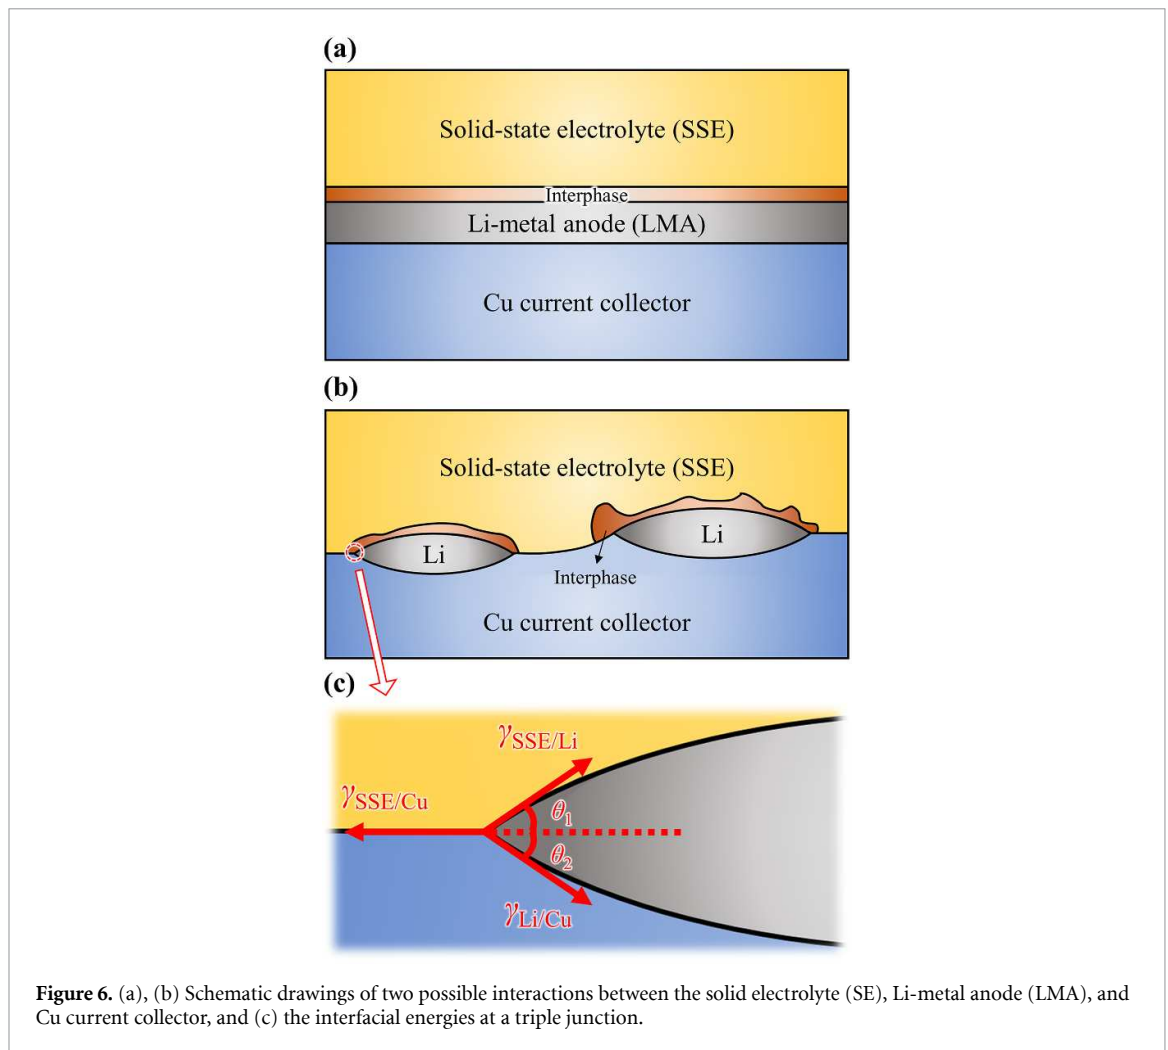 (a)
Solid-state electrolyte (SSE)
Interphase
Li-metal anode (LMA)
Cu current collector
(b)
Solid-state electrolyte (SSE)
Li
Li
Interphase
Cu current collector
(c)
γSSE/Li
γSSE/Cu
θ1
θ2
γLi/Cu
Figure 6. (a), (b) Schematic drawings of two possible interactions between the solid electrolyte (SE), Li-metal anode (LMA), and
Cu current collector, and (c) the interfacial energies at a triple junction.